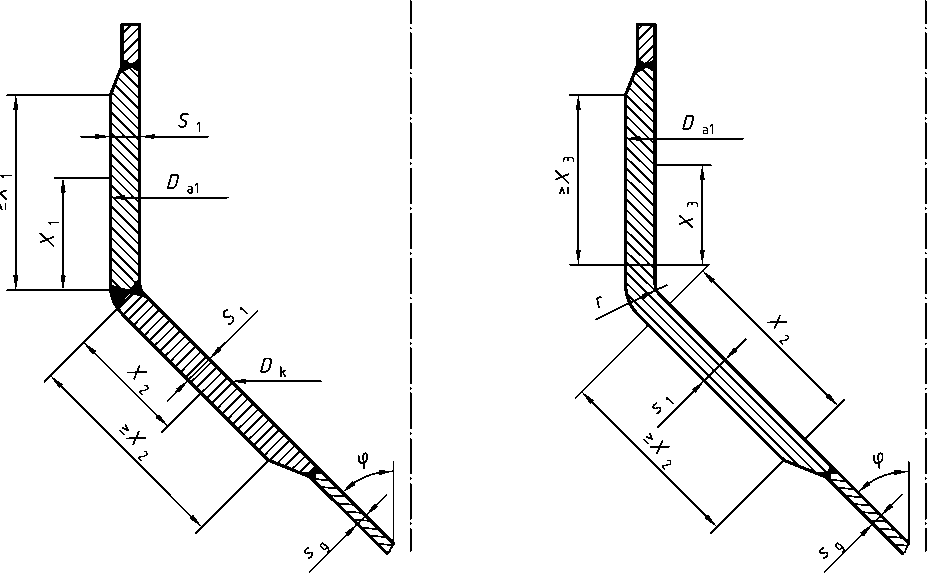 S 1
D a1
≥X 1
X 1
S 1
D k
X 2
≥X 2
φ
s g
D a1
≥X 3
X 3
r
X 2
s 1
≥X 2
φ
s g